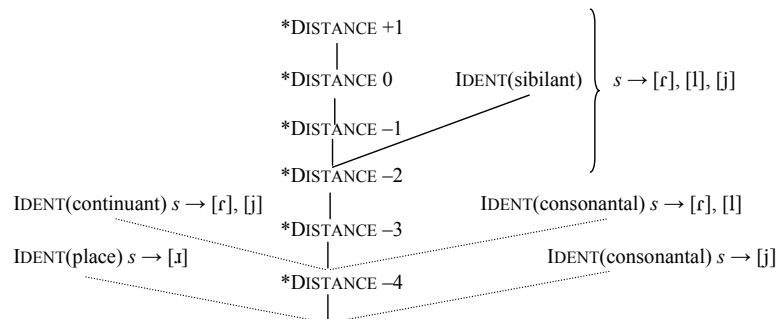 *DISTANCE +1
*DISTANCE 0 IDENT(sibilant) s → [ɾ], [l], [j]
*DISTANCE –1
*DISTANCE –2
IDENT(continuant) s → [ɾ], [j] IDENT(consonantal) s → [ɾ], [l]
*DISTANCE –3
IDENT(place) s → [ɹ] IDENT(consonantal) s → [j]
*DISTANCE –4